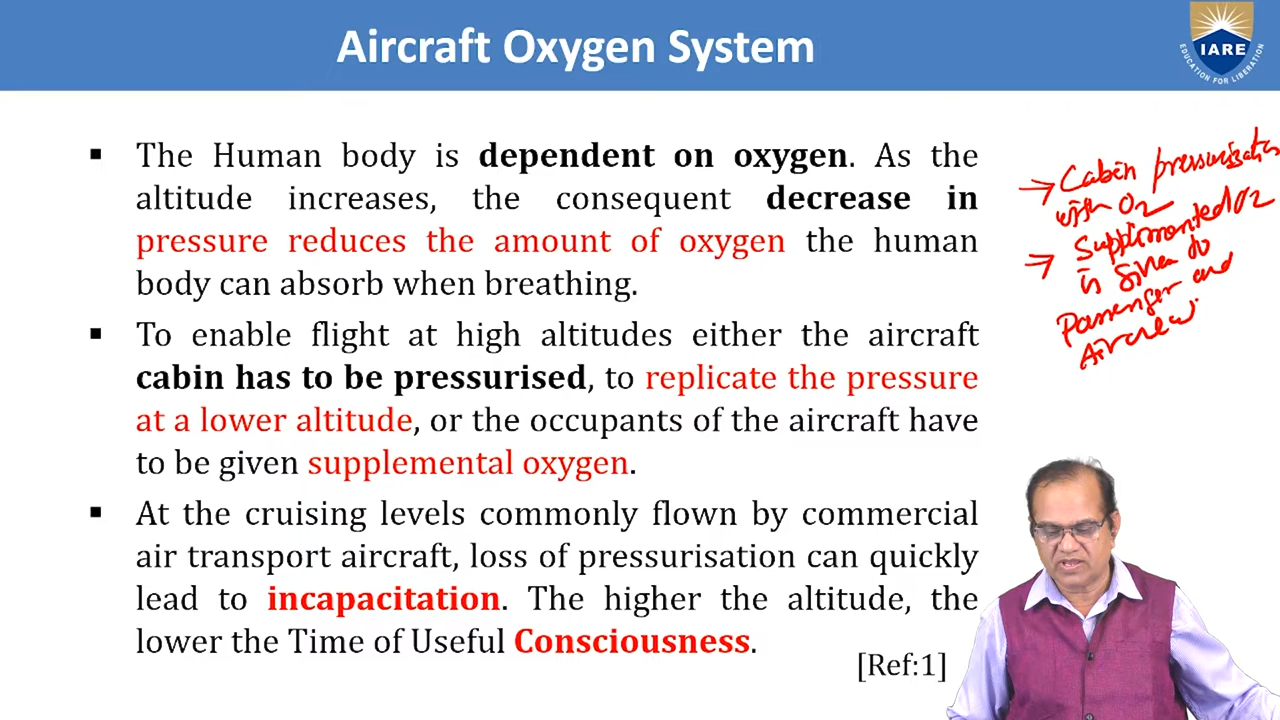 Aircraft Oxygen System
IARE
EDUCATION FOR LIBERATION
▪ The Human body is dependent on oxygen. As the
altitude increases, the consequent decrease in
pressure reduces the amount of oxygen the human
body can absorb when breathing.
▪ To enable flight at high altitudes either the aircraft
cabin has to be pressurised, to replicate the pressure
at a lower altitude, or the occupants of the aircraft have
to be given supplemental oxygen.
▪ At the cruising levels commonly flown by commercial
air transport aircraft, loss of pressurisation can quickly
lead to incapacitation. The higher the altitude, the
lower the Time of Useful Consciousness.
[Ref:1]
→ Cabin pressurization
with O2
→ Supplimented O2
is given to
Passenger and
Aircrew.